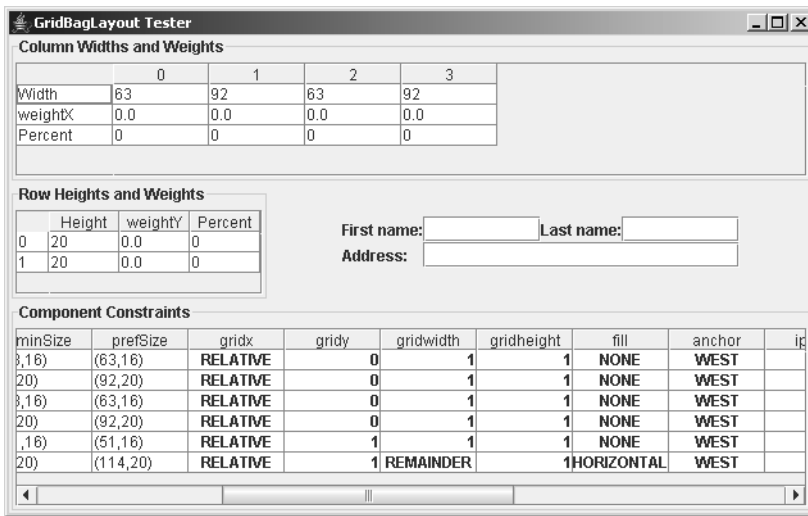 GridBagLayout Tester
Column Widths and Weights
0 1 2 3
Width 63 92 63 92
weightX 0.0 0.0 0.0 0.0
Percent 0 0 0 0
Row Heights and Weights
Height weightY Percent
0 20 0.0 0
1 20 0.0 0
First name: Last name:
Address:
Component Constraints
minSize prefSize gridx gridy gridwidth gridheight fill anchor ip
,16) (63,16) RELATIVE 0 1 1 NONE WEST
20) (92,20) RELATIVE 0 1 1 NONE WEST
,16) (63,16) RELATIVE 0 1 1 NONE WEST
20) (92,20) RELATIVE 0 1 1 NONE WEST
,16) (51,16) RELATIVE 1 1 1 NONE WEST
20) (114,20) RELATIVE 1 REMAINDER 1 HORIZONTAL WEST